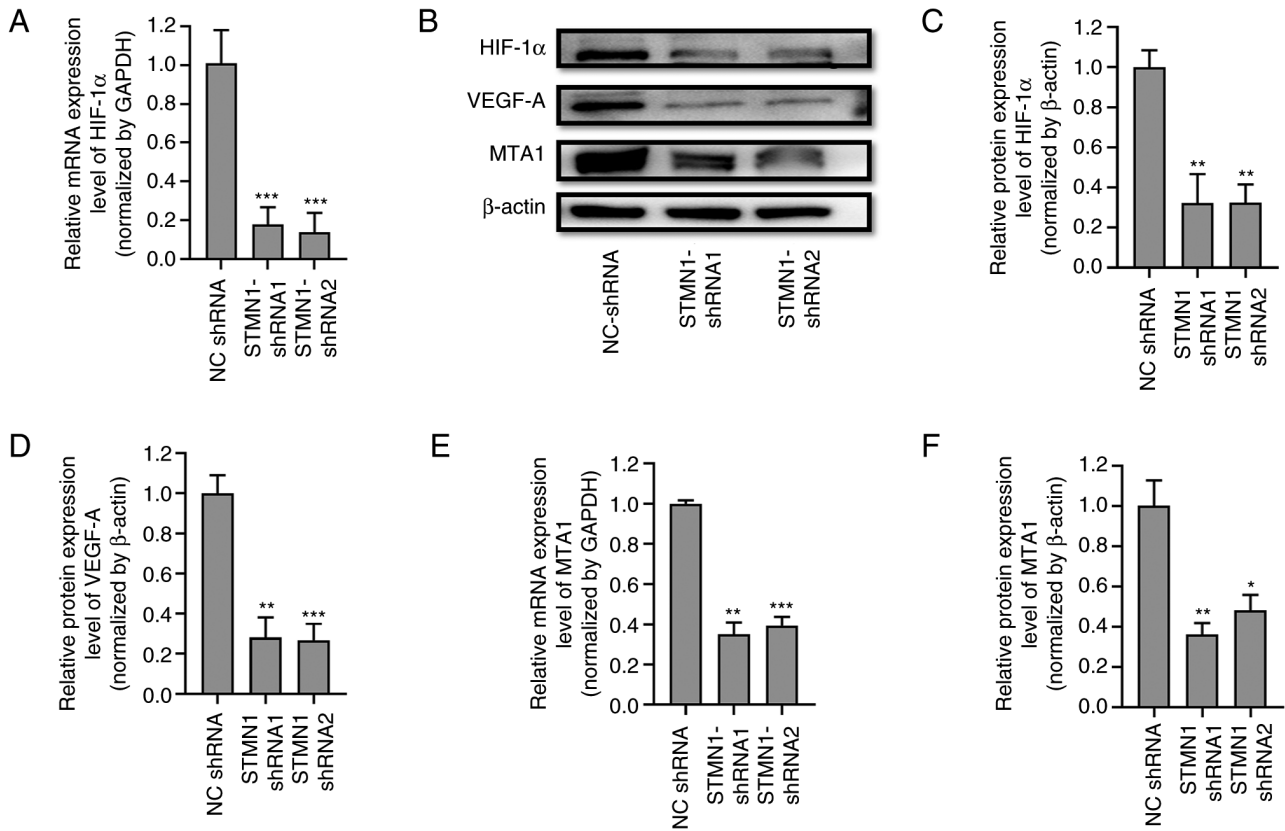 A
Relative mRNA expression
level of HIF-1α
(normalized by GAPDH)
1.2
1.0
0.8
0.6
0.4
0.2
0.0
***
***
NC shRNA
STMN1-
shRNA1
STMN1-
shRNA2
B
HIF-1α
VEGF-A
MTA1
β-actin
NC-shRNA
STMN1-
shRNA1
STMN1-
shRNA2
C
Relative protein expression
level of HIF-1α
(normalized by β-actin)
1.2
1.0
0.8
0.6
0.4
0.2
0.0
**
**
NC shRNA
STMN1
shRNA1
STMN1
shRNA2
D
Relative protein expression
level of VEGF-A
(normalized by β-actin)
1.2
1.0
0.8
0.6
0.4
0.2
0.0
**
***
NC shRNA
STMN1
shRNA1
STMN1
shRNA2
E
Relative mRNA expression
level of MTA1
(normalized by GAPDH)
1.2
1.0
0.8
0.6
0.4
0.2
0.0
**
***
NC shRNA
STMN1-
shRNA1
STMN1-
shRNA2
F
Relative protein expression
level of MTA1
(normalized by β-actin)
1.2
1.0
0.8
0.6
0.4
0.2
0.0
**
*
NC shRNA
STMN1
shRNA1
STMN1
shRNA2